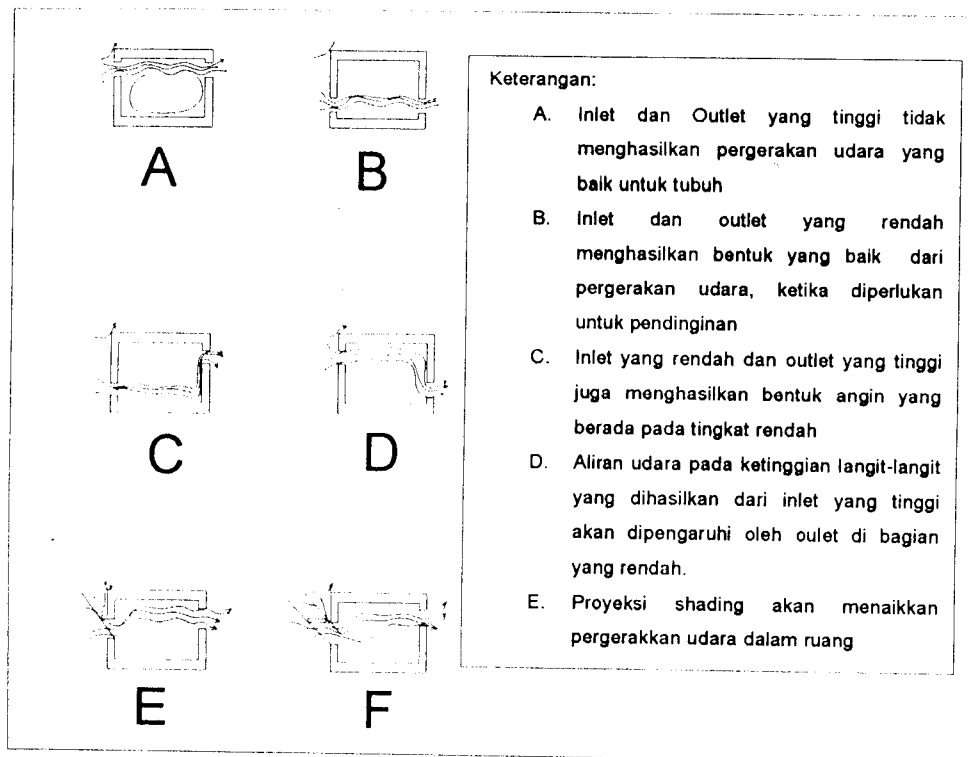 A
B
C
D
E
F
Keterangan:
A. Inlet dan Outlet yang tinggi tidak
menghasilkan pergerakan udara yang
baik untuk tubuh
B. Inlet dan outlet yang rendah
menghasilkan bentuk yang baik dari
pergerakan udara, ketika diperlukan
untuk pendinginan
C. Inlet yang rendah dan outlet yang tinggi
juga menghasilkan bentuk angin yang
berada pada tingkat rendah
D. Aliran udara pada ketinggian langit-langit
yang dihasilkan dari inlet yang tinggi
akan dipengaruhi oleh oulet di bagian
yang rendah.
E. Proyeksi shading akan menaikkan
pergerakkan udara dalam ruang